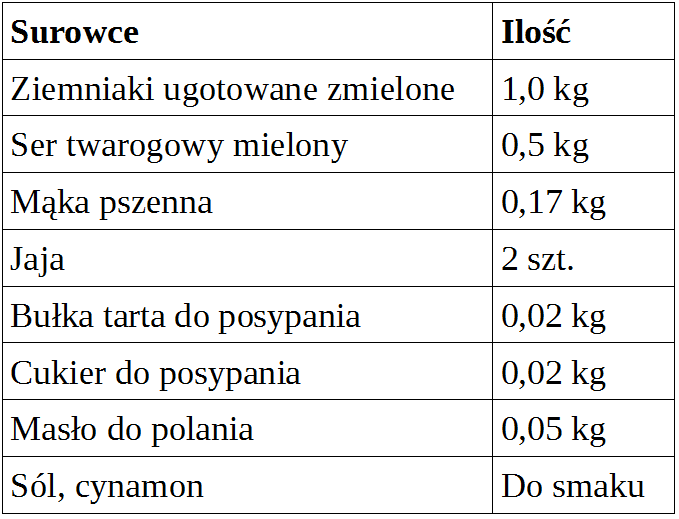 Surowce Ilość
Ziemniaki ugotowane zmielone 1,0 kg
Ser twarogowy mielony 0,5 kg
Mąka pszenna 0,17 kg
Jaja 2 szt.
Bułka tarta do posypania 0,02 kg
Cukier do posypania 0,02 kg
Masło do polania 0,05 kg
Sól, cynamon Do smaku